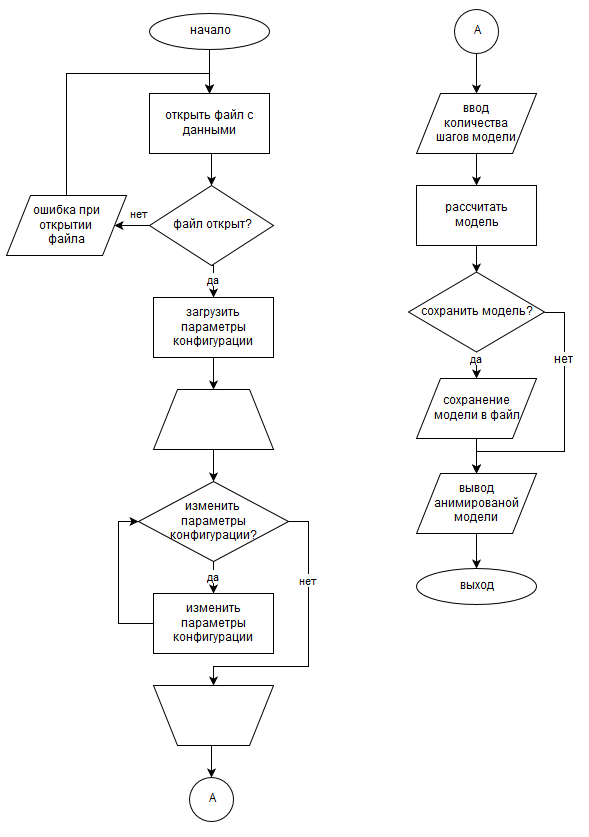 начало
открыть файл с
данными
файл открыт?
нет
ошибка при
открытии
файла
да
загрузить
параметры
конфигурации
изменить
параметры
конфигурации?
да
нет
изменить
параметры
конфигурации
А
А
ввод
количества
шагов модели
рассчитать
модель
сохранить модель?
да
нет
сохранение
модели в файл
вывод
анимированой
модели
выход